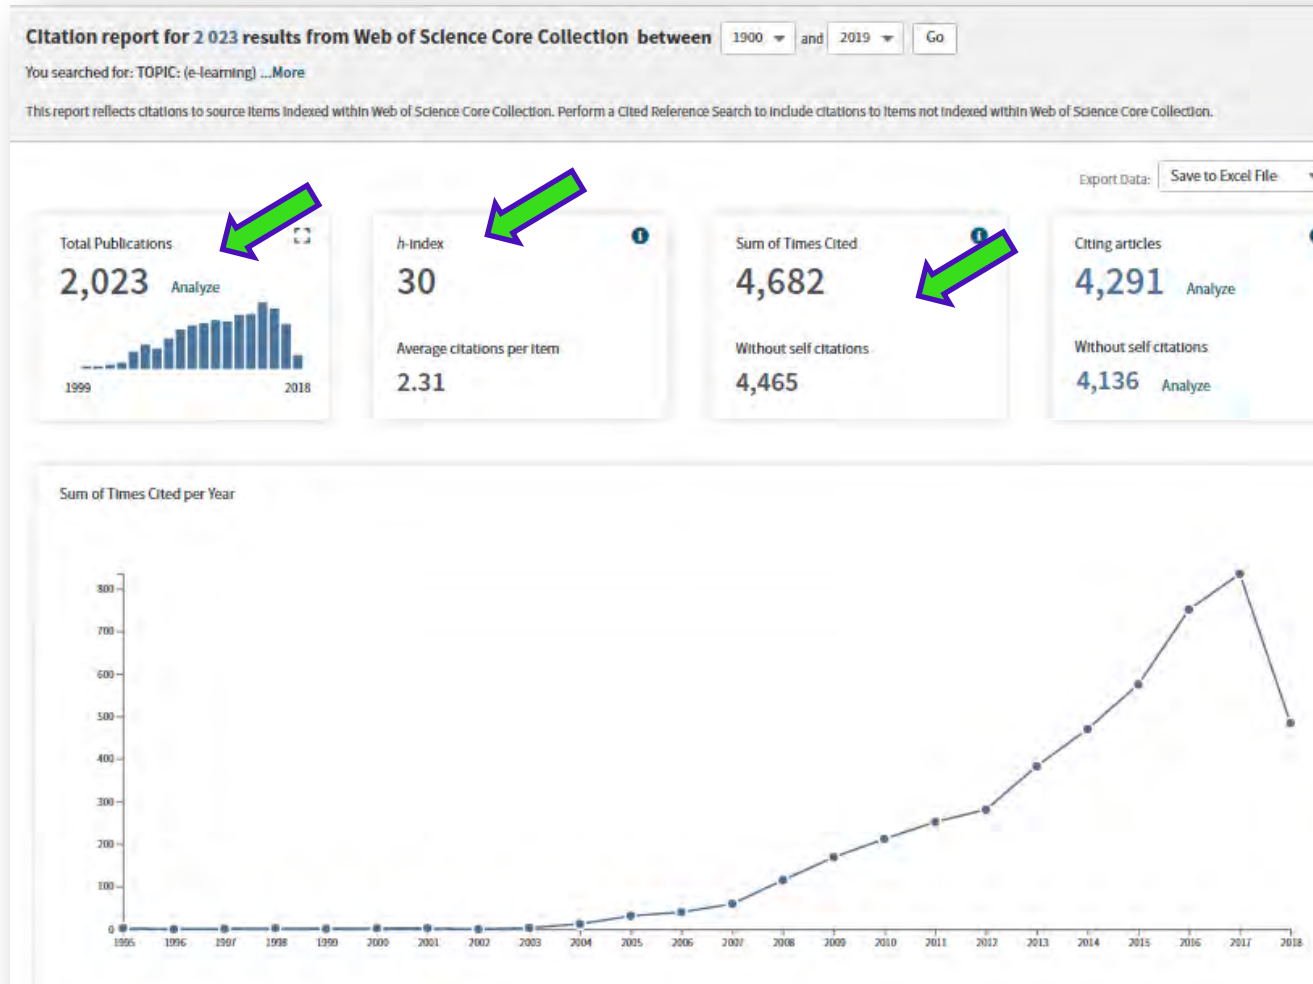 Citation report for 2 023 results from Web of Science Core Collection between 1900 and 2019 Go
You searched for: TOPIC: (e-learning) ...More
This report reflects citations to source items indexed within Web of Science Core Collection. Perform a Cited Reference Search to include citations to items not indexed within Web of Science Core Collection.
Export Data: Save to Excel File
Total Publications
2,023 Analyze
1999 2018
h-index
30
Average citations per item
2.31
Sum of Times Cited
4,682
Without self citations
4,465
Citing articles
4,291 Analyze
Without self citations
4,136 Analyze
Sum of Times Cited per Year
800
700
600
500
400
300
200
100
0
1995 1996 1997 1998 1999 2000 2001 2002 2003 2004 2005 2006 2007 2008 2009 2010 2011 2012 2013 2014 2015 2016 2017 2018